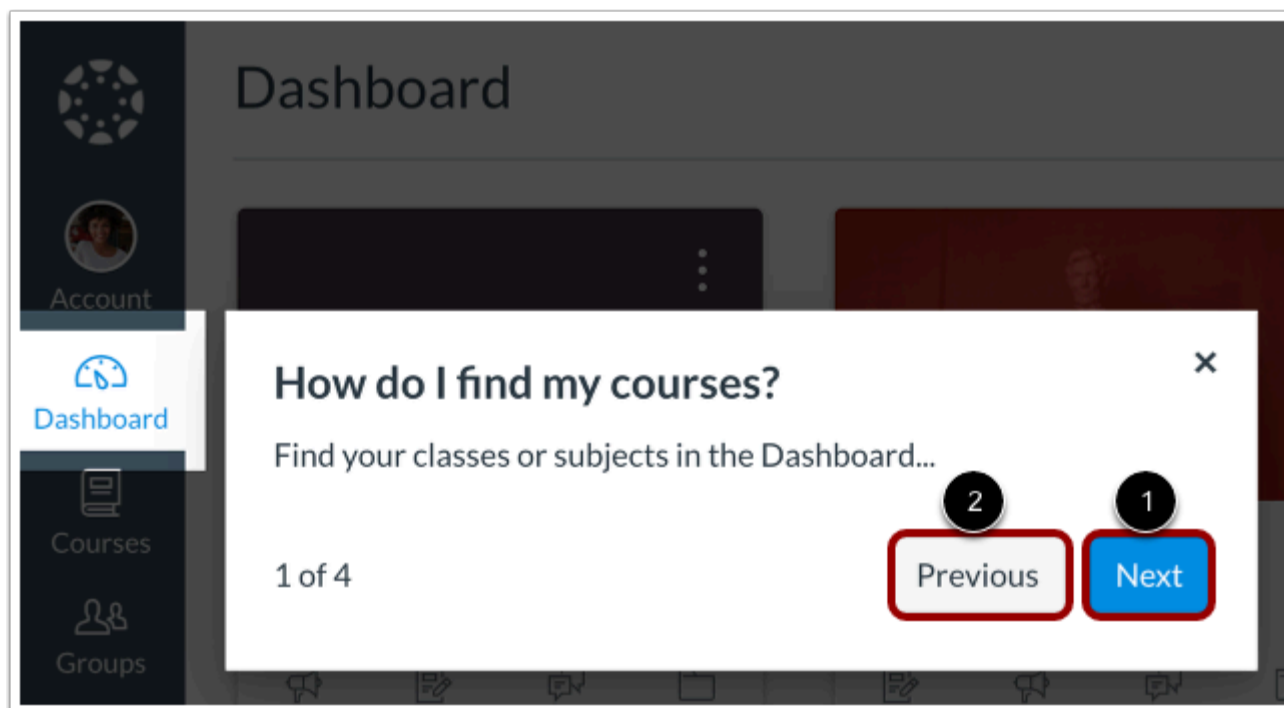 Dashboard
Account
Dashboard
Courses
Groups
How do I find my courses?
×
Find your classes or subjects in the Dashboard...
2
1
1 of 4
Previous
Next